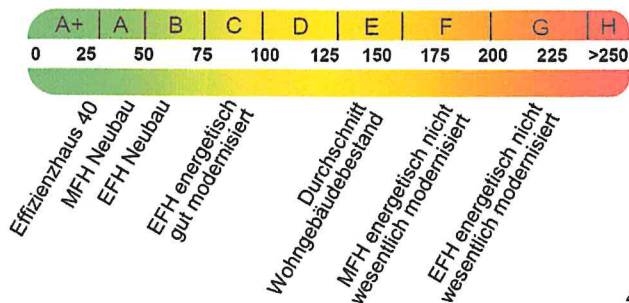 A+ A B C D E F G H
0 25 50 75 100 125 150 175 200 225 >250
Effizienzhaus 40
MFH Neubau
EFH Neubau
EFH energetisch
gut modernisiert
Durchschnitt
Wohngebäudebestand
MFH energetisch nicht
wesentlich modernisiert
EFH energetisch nicht
wesentlich modernisiert